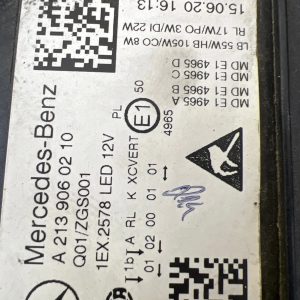 Mercedes-Benz
A 213 906 02 10
Q01/ZGS001
1EX.2578 LED 12V
1b A RL K XCVERT
01 02 00 01 01
PL
E1
50
4965
MD E1 4965 A
MD E1 4965 B
MD E1 4965 C
MD E1 4965 D
LB 55W/HB 105W/CO 8W
RL 17W/PO 3W/DI 22W
15.06.20 16:13